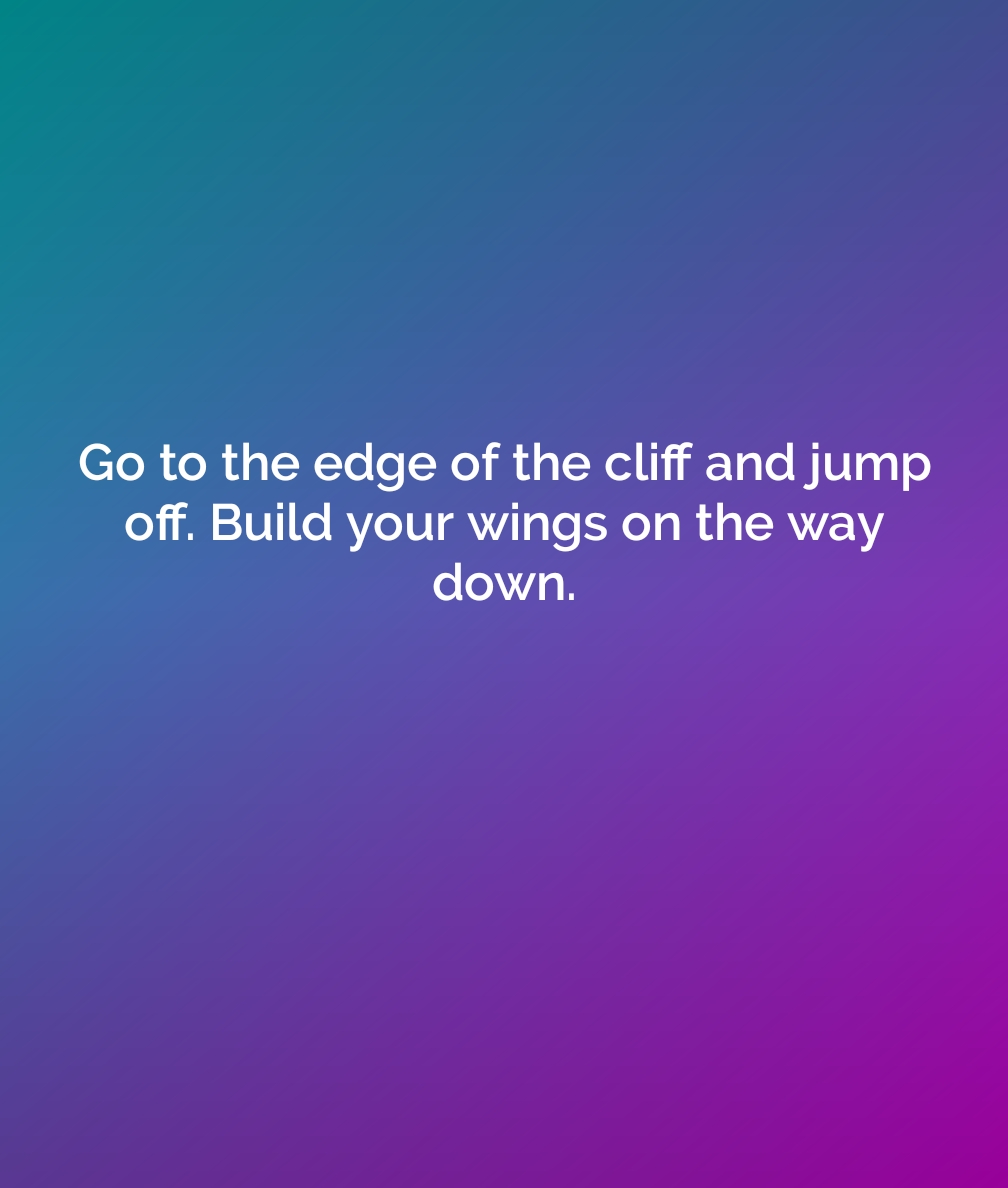 Go to the edge of the cliff and jump
off. Build your wings on the way
down.